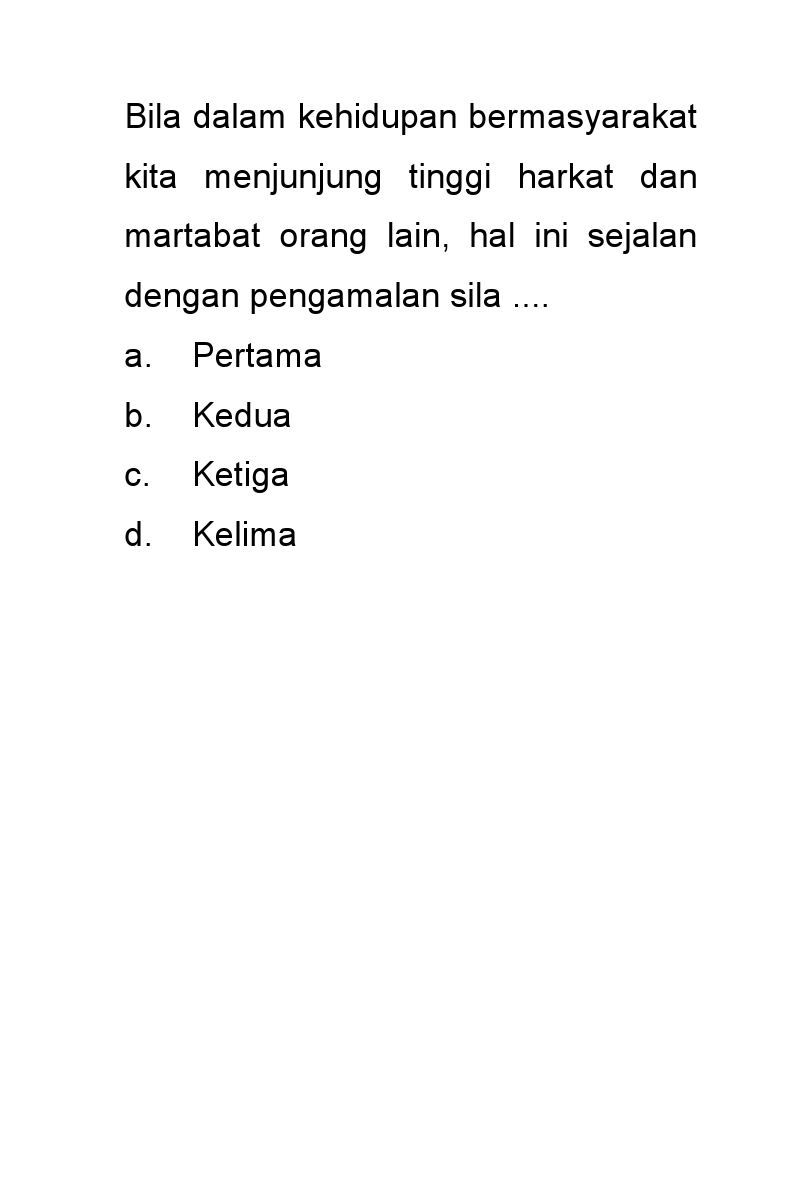 Bila dalam kehidupan bermasyarakat
kita menjunjung tinggi harkat dan
martabat orang lain, hal ini sejalan
dengan pengamalan sila ....
a. Pertama
b. Kedua
c. Ketiga
d. Kelima